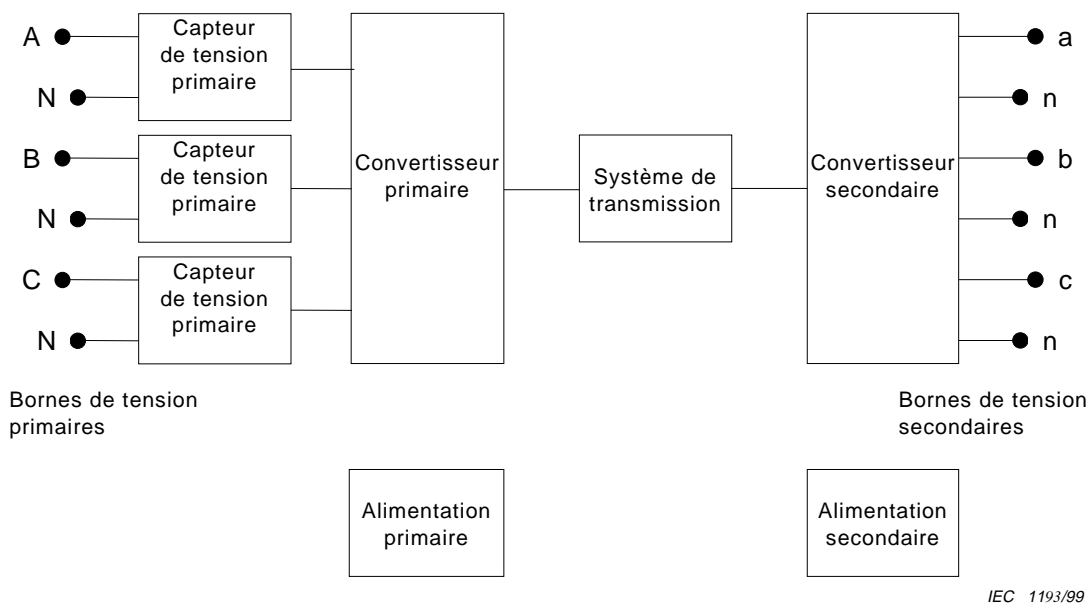 A
N
B
N
C
N
Capteur
de tension
primaire
Capteur
de tension
primaire
Capteur
de tension
primaire
Convertisseur
primaire
Système de
transmission
Convertisseur
secondaire
a
n
b
n
c
n
Bornes de tension
primaires
Bornes de tension
secondaires
Alimentation
primaire
Alimentation
secondaire
IEC 1193/99